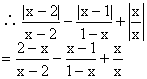 ∴ |x-2|/(x-2) - |x-1|/(1-x) + |x/x|
= (2-x)/(x-2) - (x-1)/(1-x) + x/x